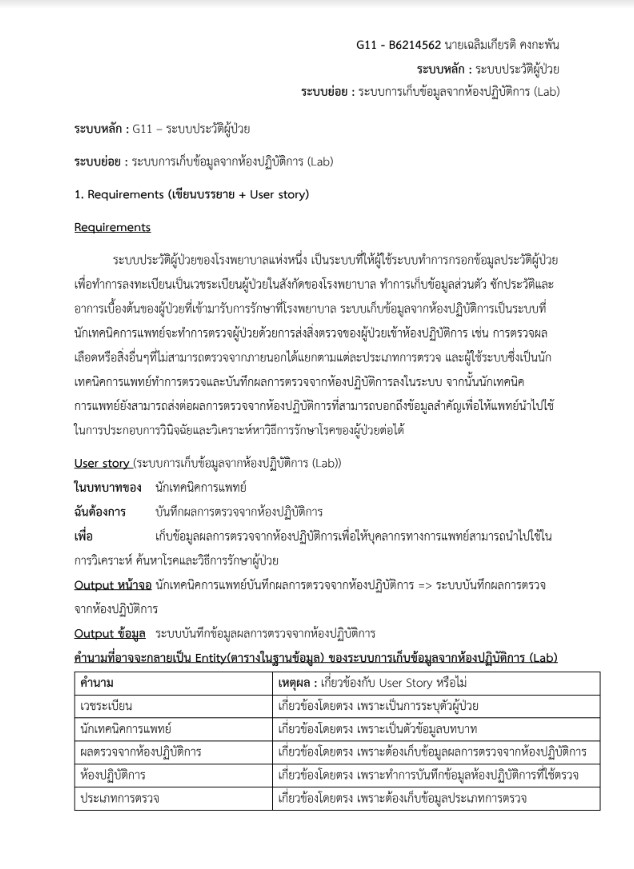 G11 - B6214562 นายเฉลิมเกียรติ คงกะพัน
ระบบหลัก : ระบบประวัติผู้ป่วย
ระบบย่อย : ระบบการเก็บข้อมูลจากห้องปฏิบัติการ (Lab)
ระบบหลัก : G11 – ระบบประวัติผู้ป่วย
ระบบย่อย : ระบบการเก็บข้อมูลจากห้องปฏิบัติการ (Lab)
1. Requirements (เขียนบรรยาย + User story)
Requirements
ระบบประวัติผู้ป่วยของโรงพยาบาลแห่งหนึ่ง เป็นระบบที่ให้ผู้ใช้ระบบทำการกรอกข้อมูลประวัติผู้ป่วย
เพื่อทำการลงทะเบียนเป็นเวชระเบียนผู้ป่วยในสังกัดของโรงพยาบาล ทำการเก็บข้อมูลส่วนตัว ซักประวัติและ
อาการเบื้องต้นของผู้ป่วยที่เข้ามารับการรักษาที่โรงพยาบาล ระบบเก็บข้อมูลจากห้องปฏิบัติการเป็นระบบที่
นักเทคนิคการแพทย์จะทำการตรวจผู้ป่วยด้วยการส่งสิ่งตรวจของผู้ป่วยเข้าห้องปฏิบัติการ เช่น การตรวจผล
เลือดหรือสิ่งอื่นๆที่ไม่สามารถตรวจจากภายนอกได้แยกตามแต่ละประเภทการตรวจ และผู้ใช้ระบบซึ่งเป็นนัก
เทคนิคการแพทย์ทำการตรวจและบันทึกผลการตรวจจากห้องปฏิบัติการลงในระบบ จากนั้นนักเทคนิค
การแพทย์ยังสามารถส่งต่อผลการตรวจจากห้องปฏิบัติการที่สามารถบอกถึงข้อมูลสำคัญเพื่อให้แพทย์นำไปใช้
ในการประกอบการวินิจฉัยและวิเคราะห์หาวิธีการรักษาโรคของผู้ป่วยต่อได้
User story (ระบบการเก็บข้อมูลจากห้องปฏิบัติการ (Lab))
ในบทบาทของ นักเทคนิคการแพทย์
ฉันต้องการ บันทึกผลการตรวจจากห้องปฏิบัติการ
เพื่อ เก็บข้อมูลผลการตรวจจากห้องปฏิบัติการเพื่อให้บุคลากรทางการแพทย์สามารถนำไปใช้ใน
การวิเคราะห์ ค้นหาโรคและวิธีการรักษาผู้ป่วย
Output หน้าจอ นักเทคนิคการแพทย์บันทึกผลการตรวจจากห้องปฏิบัติการ => ระบบบันทึกผลการตรวจ
จากห้องปฏิบัติการ
Output ข้อมูล ระบบบันทึกข้อมูลผลการตรวจจากห้องปฏิบัติการ
คำนามที่อาจจะกลายเป็น Entity(ตารางในฐานข้อมูล) ของระบบการเก็บข้อมูลจากห้องปฏิบัติการ (Lab)
คำนาม เหตุผล : เกี่ยวข้องกับ User Story หรือไม่
เวชระเบียน เกี่ยวข้องโดยตรง เพราะเป็นการระบุตัวผู้ป่วย
นักเทคนิคการแพทย์ เกี่ยวข้องโดยตรง เพราะเป็นตัวข้อมูลบทบาท
ผลตรวจจากห้องปฏิบัติการ เกี่ยวข้องโดยตรง เพราะต้องเก็บข้อมูลผลการตรวจจากห้องปฏิบัติการ
ห้องปฏิบัติการ เกี่ยวข้องโดยตรง เพราะทำการบันทึกข้อมูลห้องปฏิบัติการที่ใช้ตรวจ
ประเภทการตรวจ เกี่ยวข้องโดยตรง เพราะต้องเก็บข้อมูลประเภทการตรวจ